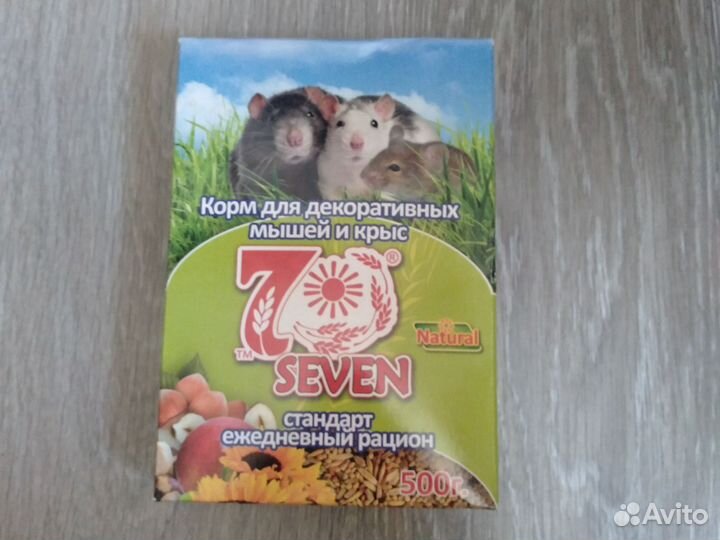 Корм для декоративных
мышей и крыс
7 ®
TM
SEVEN
Natural
стандарт
ежедневный рацион
500г.
Avito